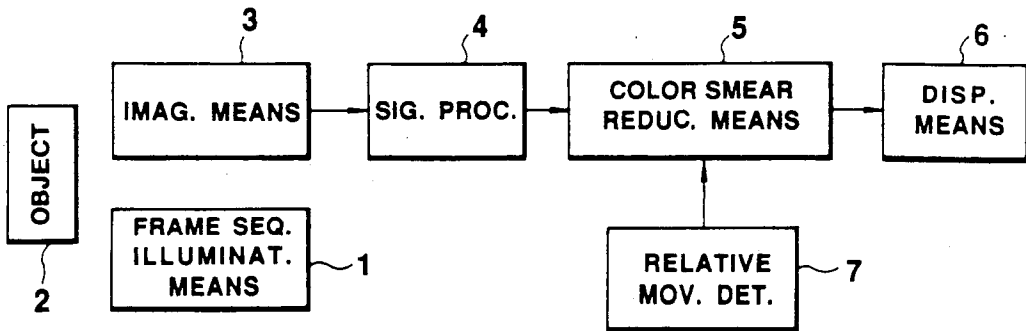 3
4
5
6
IMAG. MEANS
SIG. PROC.
COLOR SMEAR
REDUC. MEANS
DISP.
MEANS
OBJECT
2
FRAME SEQ.
ILLUMINAT.
MEANS
1
RELATIVE
MOV. DET.
7